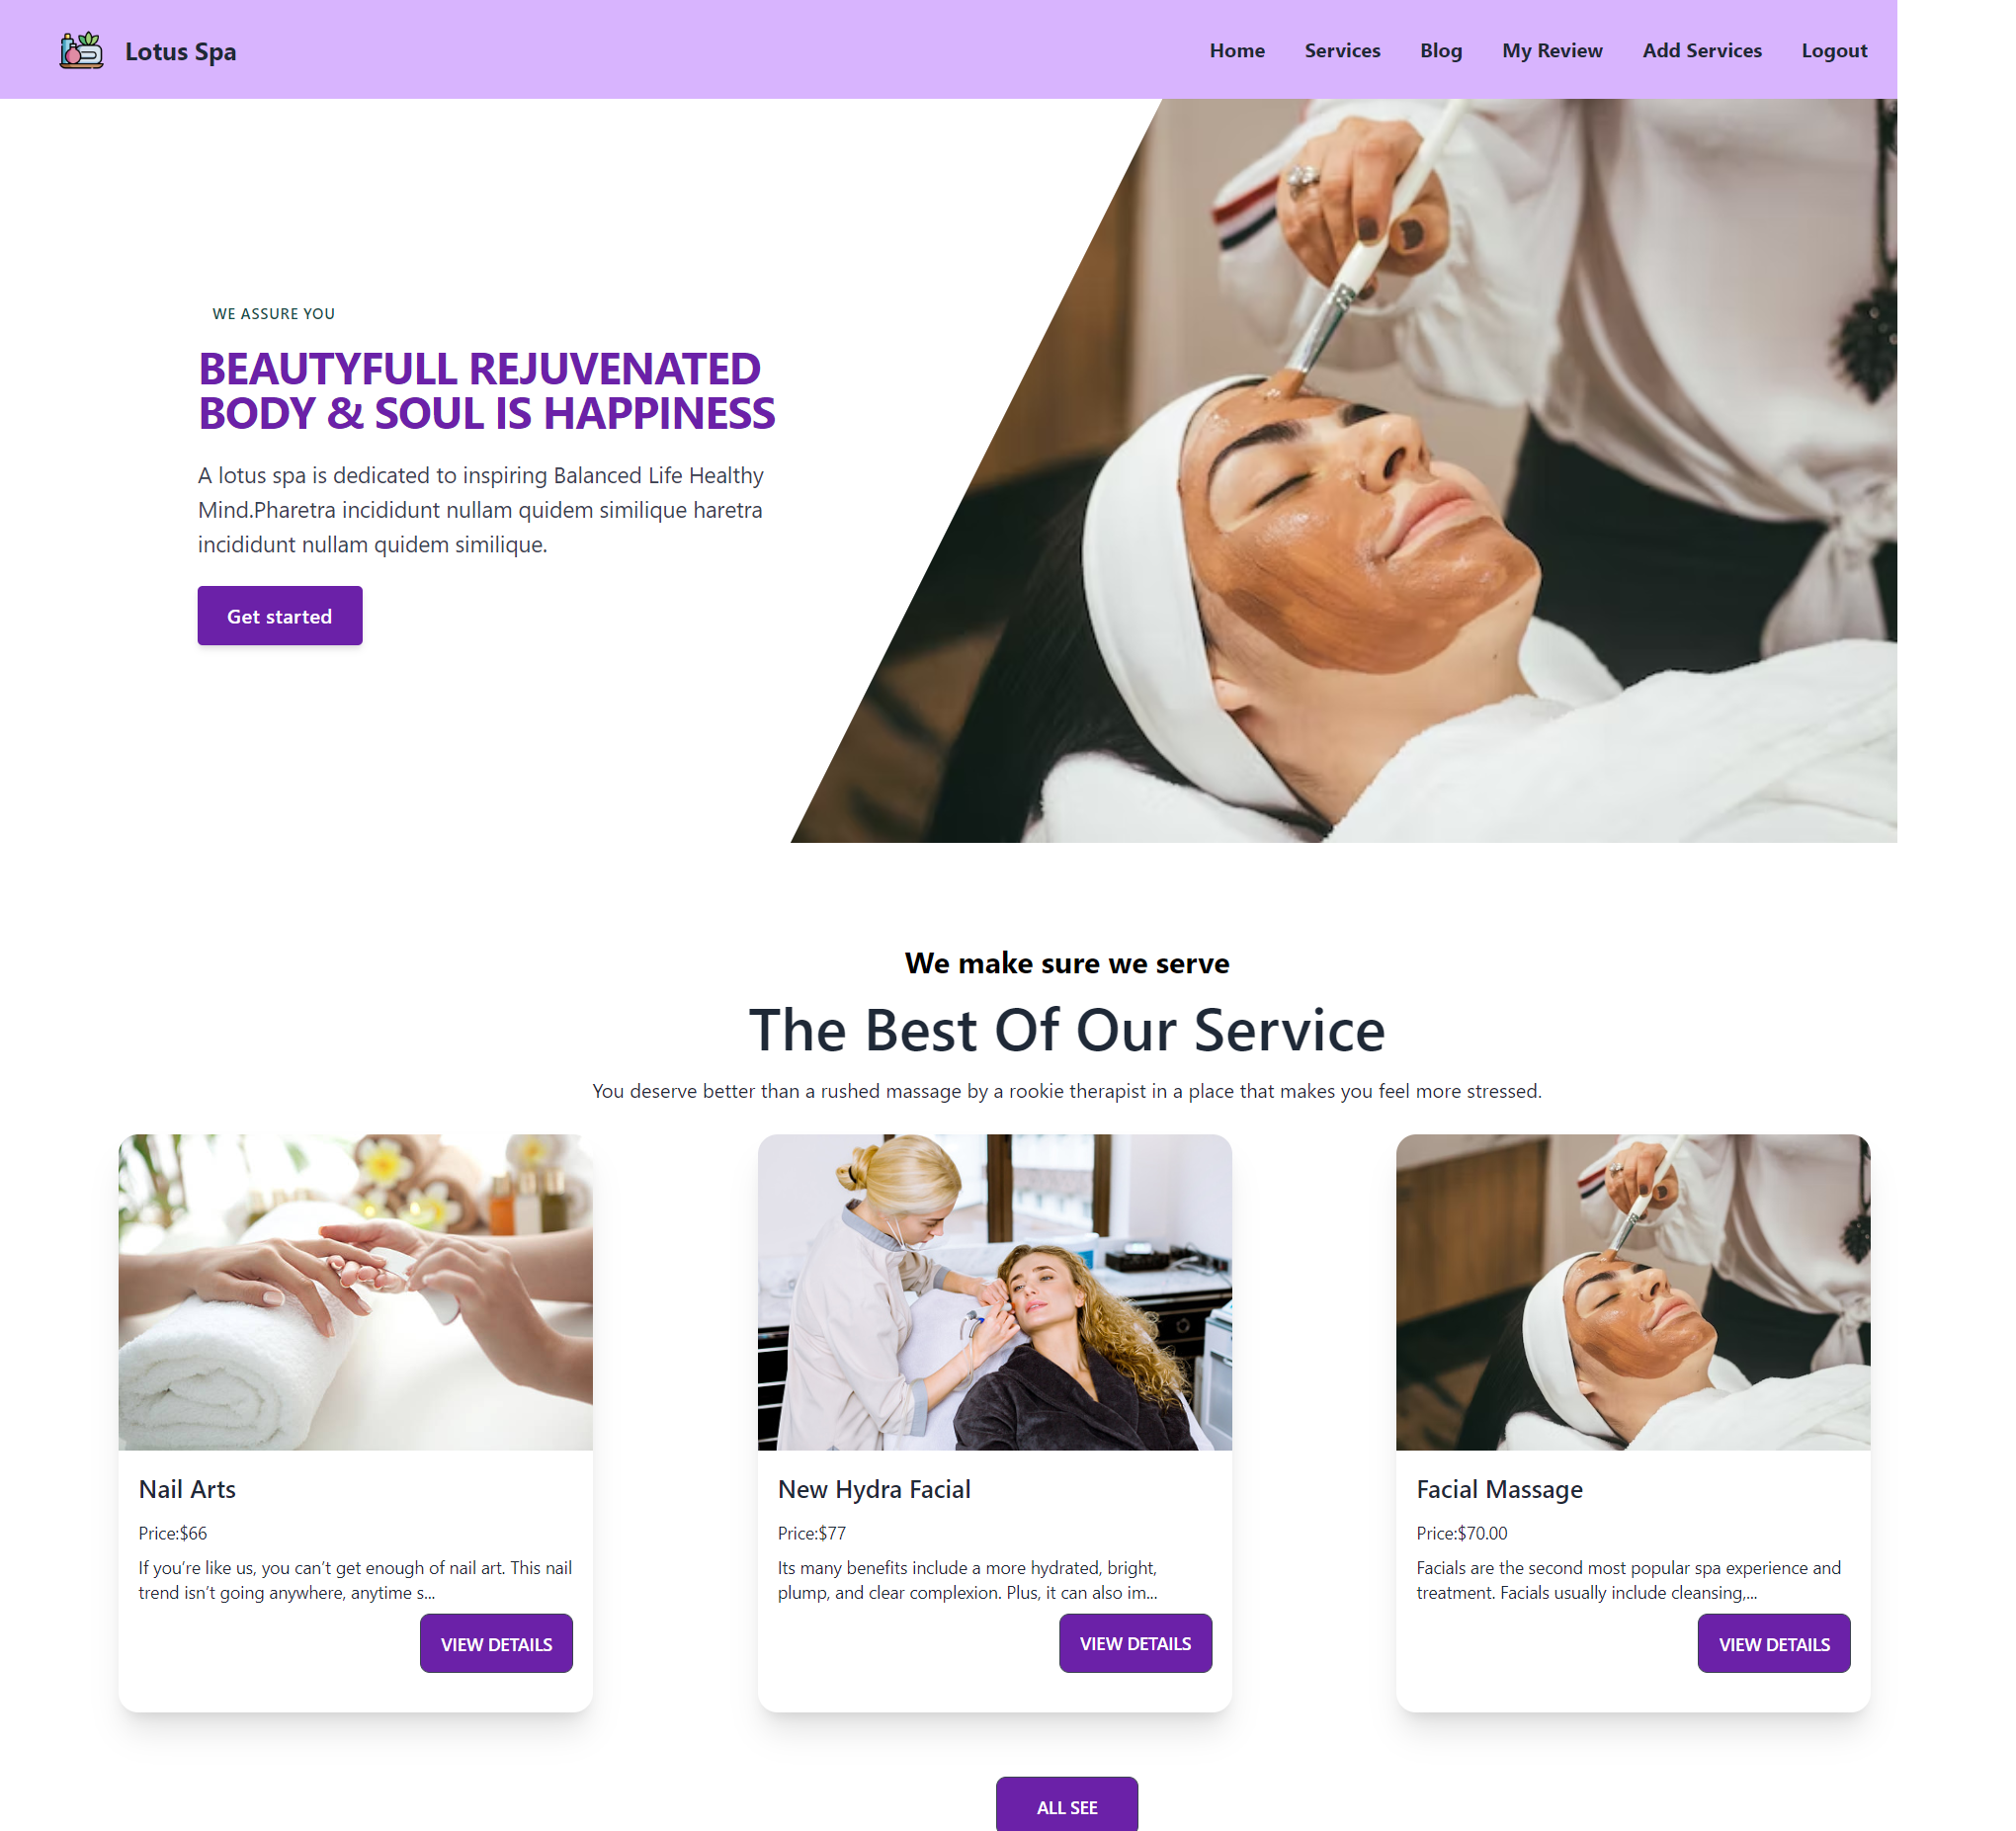 Lotus Spa
Home Services Blog My Review Add Services Logout
WE ASSURE YOU
BEAUTYFULL REJUVENATED
BODY & SOUL IS HAPPINESS
A lotus spa is dedicated to inspiring Balanced Life Healthy
Mind.Pharetra incididunt nullam quidem similique haretra
incididunt nullam quidem similique.
Get started
We make sure we serve
The Best Of Our Service
You deserve better than a rushed massage by a rookie therapist in a place that makes you feel more stressed.
Nail Arts
Price:$66
If you’re like us, you can’t get enough of nail art. This nail
trend isn’t going anywhere, anytime s...
VIEW DETAILS
New Hydra Facial
Price:$77
Its many benefits include a more hydrated, bright,
plump, and clear complexion. Plus, it can also im...
VIEW DETAILS
Facial Massage
Price:$70.00
Facials are the second most popular spa experience and
treatment. Facials usually include cleansing,...
VIEW DETAILS
ALL SEE